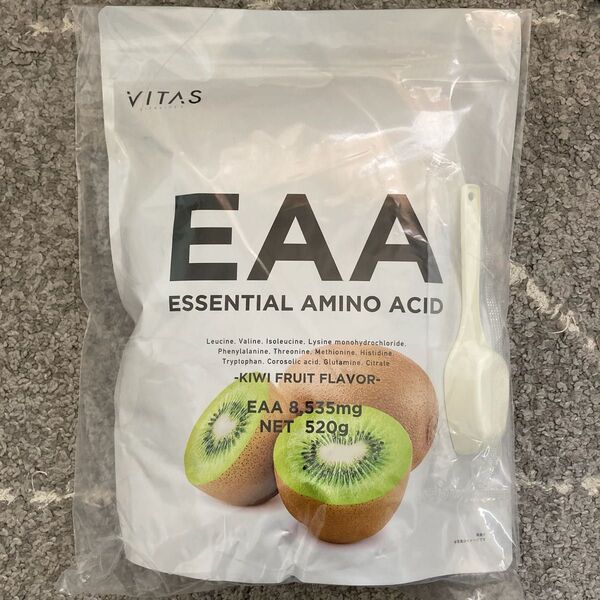 VITAS
EAA
ESSENTIAL AMINO ACID
Leucine, Valine, Isoleucine, Lysine monohydrochloride,
Phenylalanine, Threonine, Methionine, Histidine,
Tryptophan, Corosolic acid, Glutamine, Citrate
-KIWI FRUIT FLAVOR-
EAA 8,535mg
NET 520g